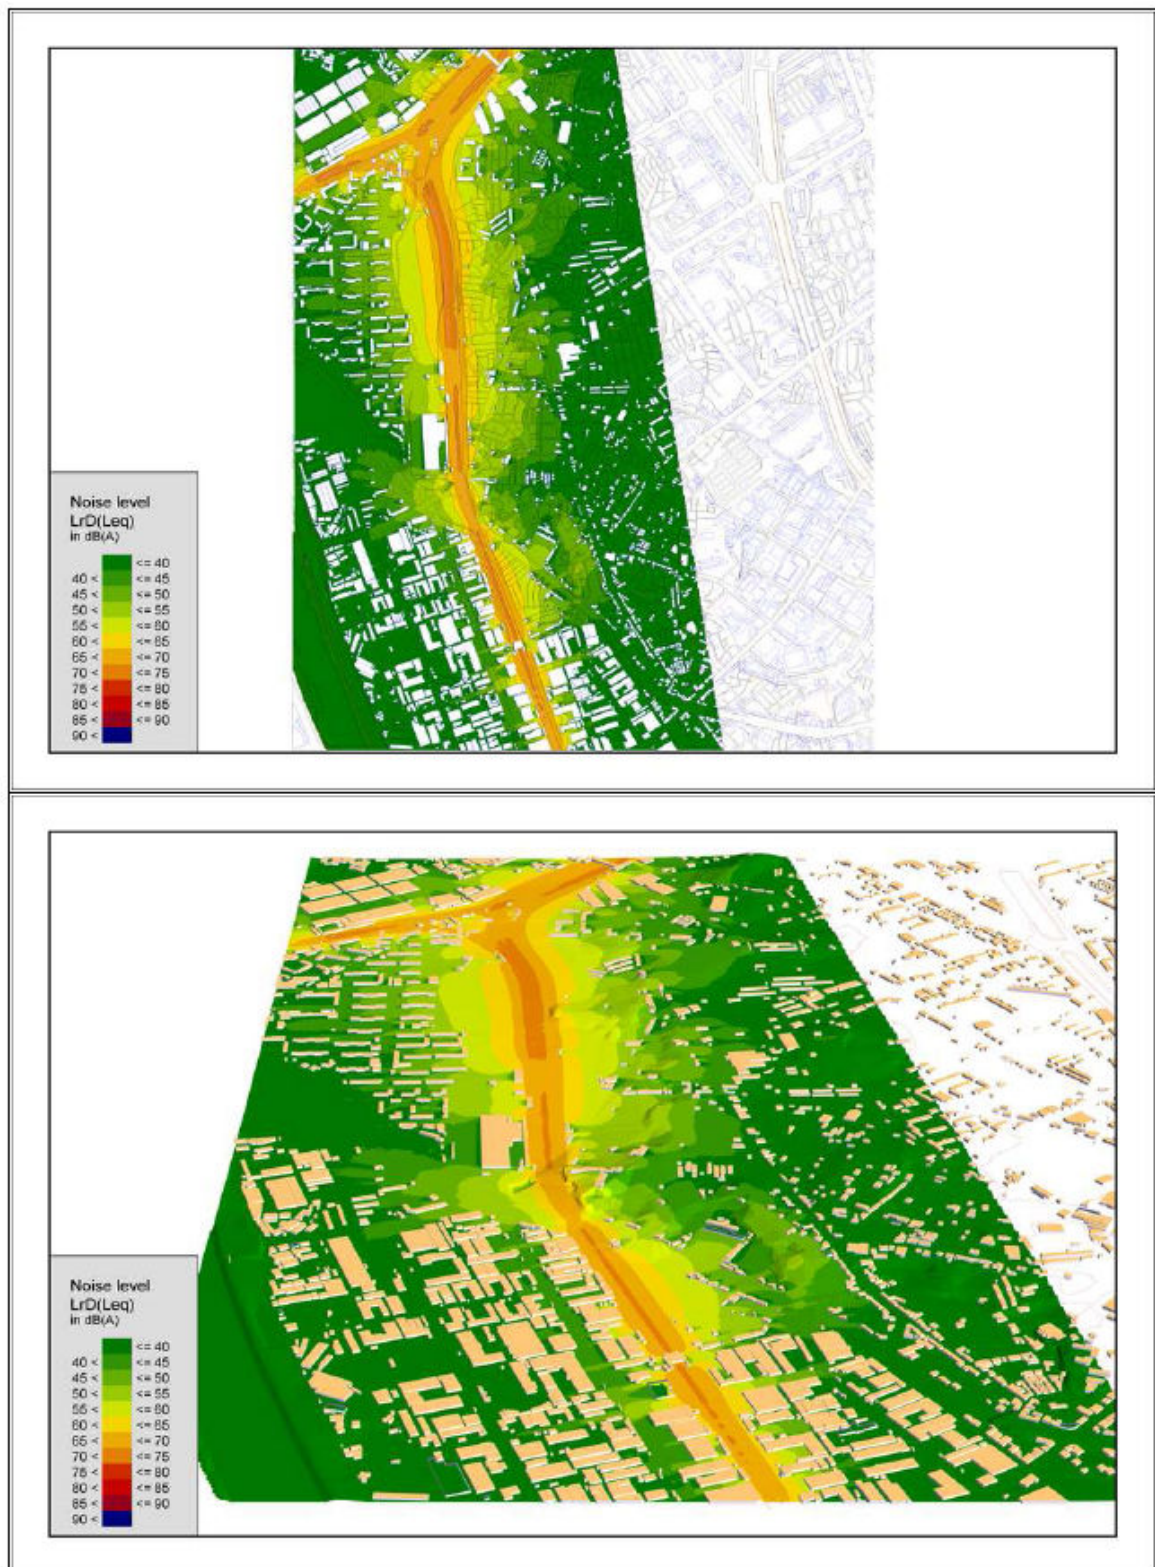 Noise level
LrD(Leq)
in dB(A)
<= 40
40 < <= 45
45 < <= 50
50 < <= 55
55 < <= 60
60 < <= 65
65 < <= 70
70 < <= 75
75 < <= 80
80 < <= 85
85 < <= 90
90 <
Noise level
LrD(Leq)
in dB(A)
<= 40
40 < <= 45
45 < <= 50
50 < <= 55
55 < <= 60
60 < <= 65
65 < <= 70
70 < <= 75
75 < <= 80
80 < <= 85
85 < <= 90
90 <